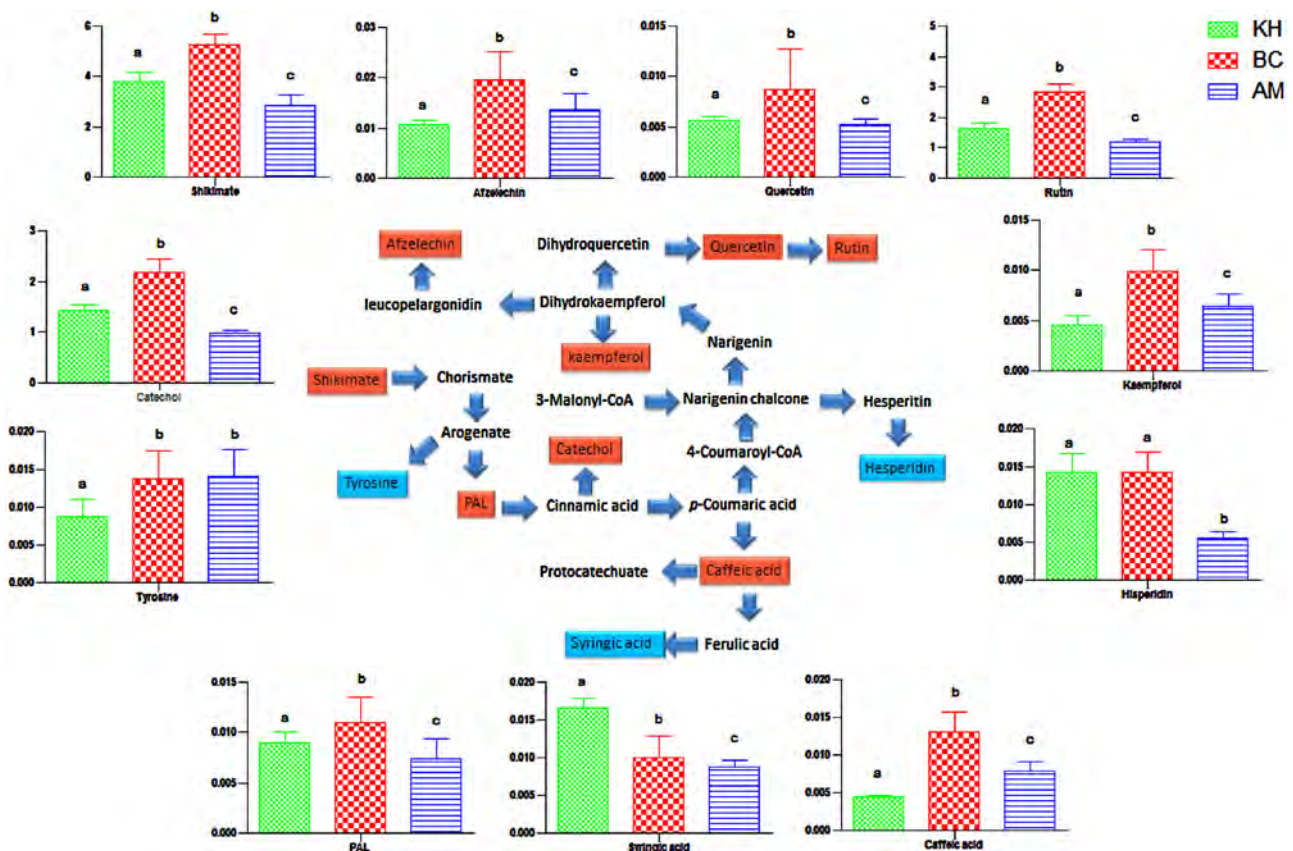 6
4
2
0
a
b
c
Shikimate
0.03
0.02
0.01
0.00
a
b
c
Afzelechin
0.015
0.010
0.005
0.000
a
b
c
Quercetin
5
4
3
2
1
0
a
b
c
Rutin
KH
BC
AM
3
2
1
0
a
b
c
Catechol
0.020
0.015
0.010
0.005
0.000
a
b
b
Tyrosine
Afzelechin
Dihydroquercetin
Quercetin
Rutin
leucopelargonidin
Dihydrokaempferol
Narigenin
kaempferol
Shikimate
Chorismate
3-Malonyl-CoA
Narigenin chalcone
Hesperitin
Arogenate
Catechol
4-Coumaroyl-CoA
Tyrosine
Hesperidin
PAL
Cinnamic acid
p-Coumaric acid
Protocatechuate
Caffeic acid
Syringic acid
Ferulic acid
0.015
0.010
0.005
0.000
a
b
c
Kaempferol
0.020
0.015
0.010
0.005
0.000
a
a
b
Hisperidin
0.020
0.015
0.010
0.005
0.000
a
b
c
PAL
0.020
0.015
0.010
0.005
0.000
a
b
c
Syringic acid
0.020
0.015
0.010
0.005
0.000
a
b
c
Caffeic acid